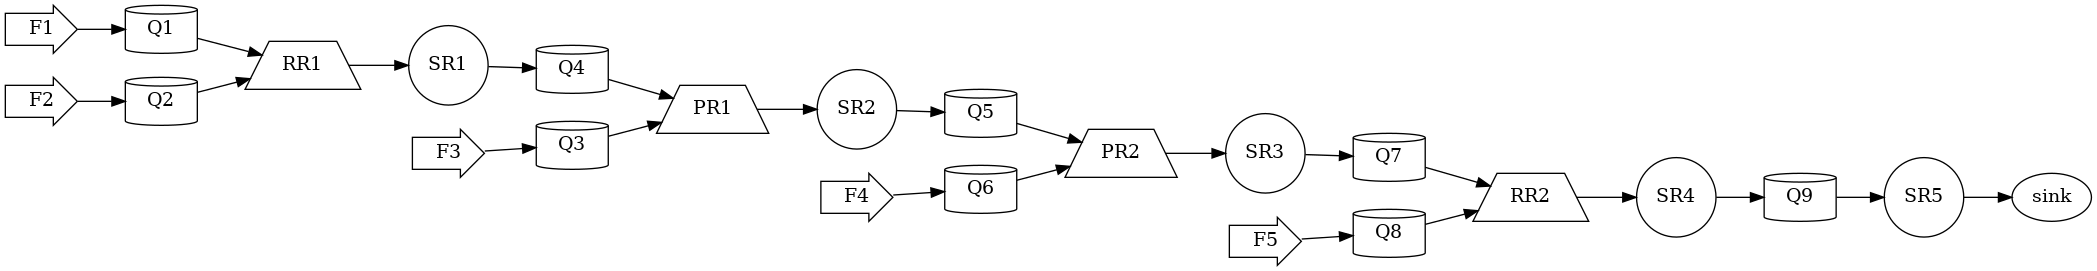 F1
Q1
F2
Q2
RR1
SR1
Q4
F3
Q3
PR1
SR2
Q5
F4
Q6
PR2
SR3
Q7
F5
Q8
RR2
SR4
Q9
SR5
sink